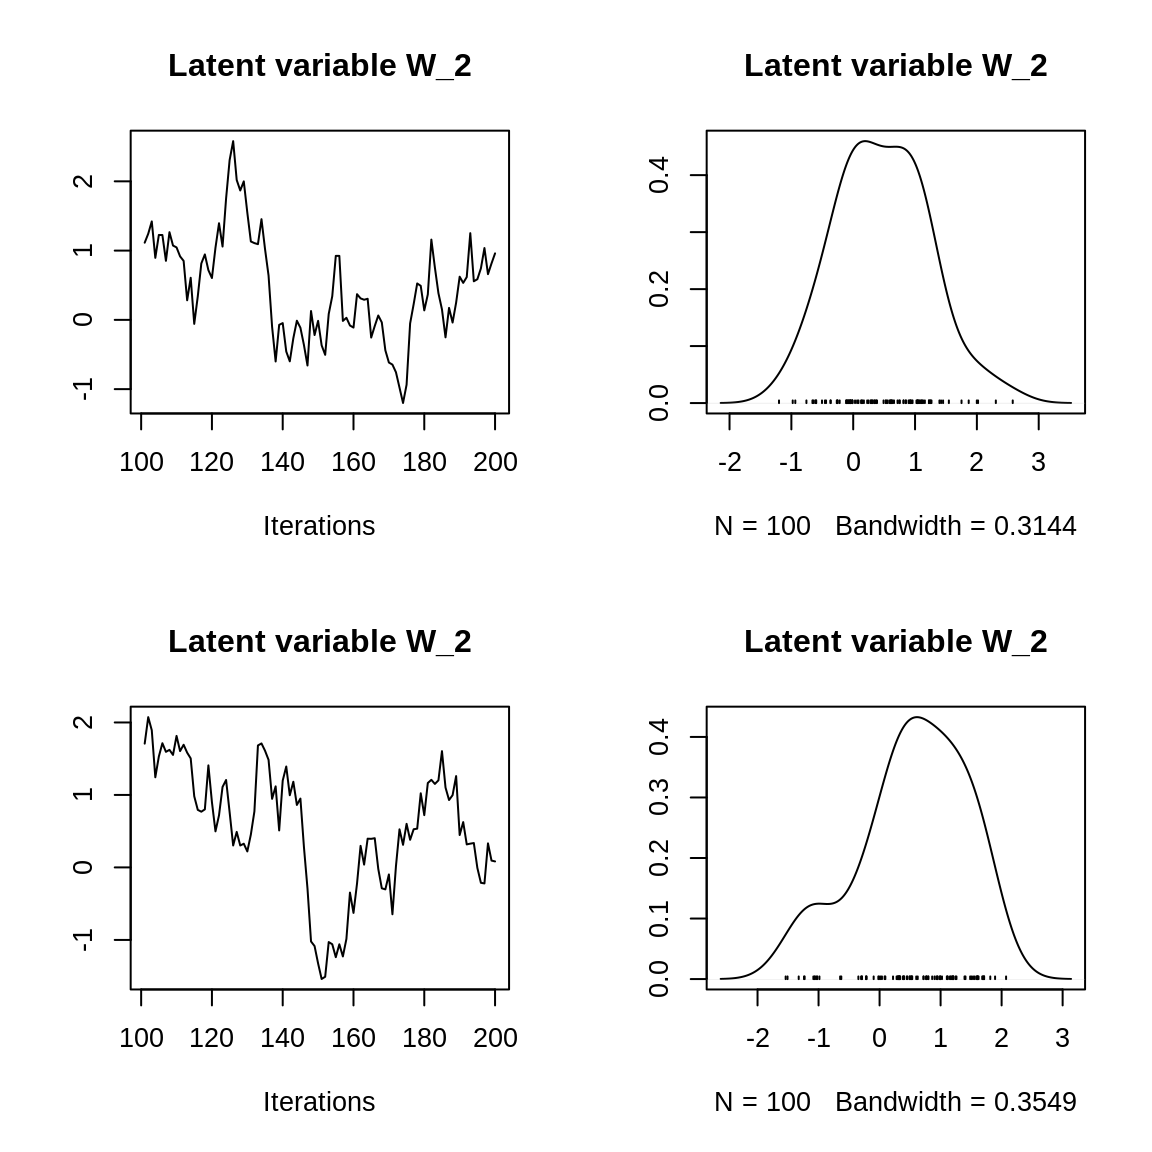 Latent variable W_2
2
1
0
-1
100 120 140 160 180 200
Iterations
Latent variable W_2
0.4
0.2
0.0
-2 -1 0 1 2 3
N = 100 Bandwidth = 0.3144
Latent variable W_2
2
1
0
-1
100 120 140 160 180 200
Iterations
Latent variable W_2
0.4
0.3
0.2
0.1
0.0
-2 -1 0 1 2 3
N = 100 Bandwidth = 0.3549